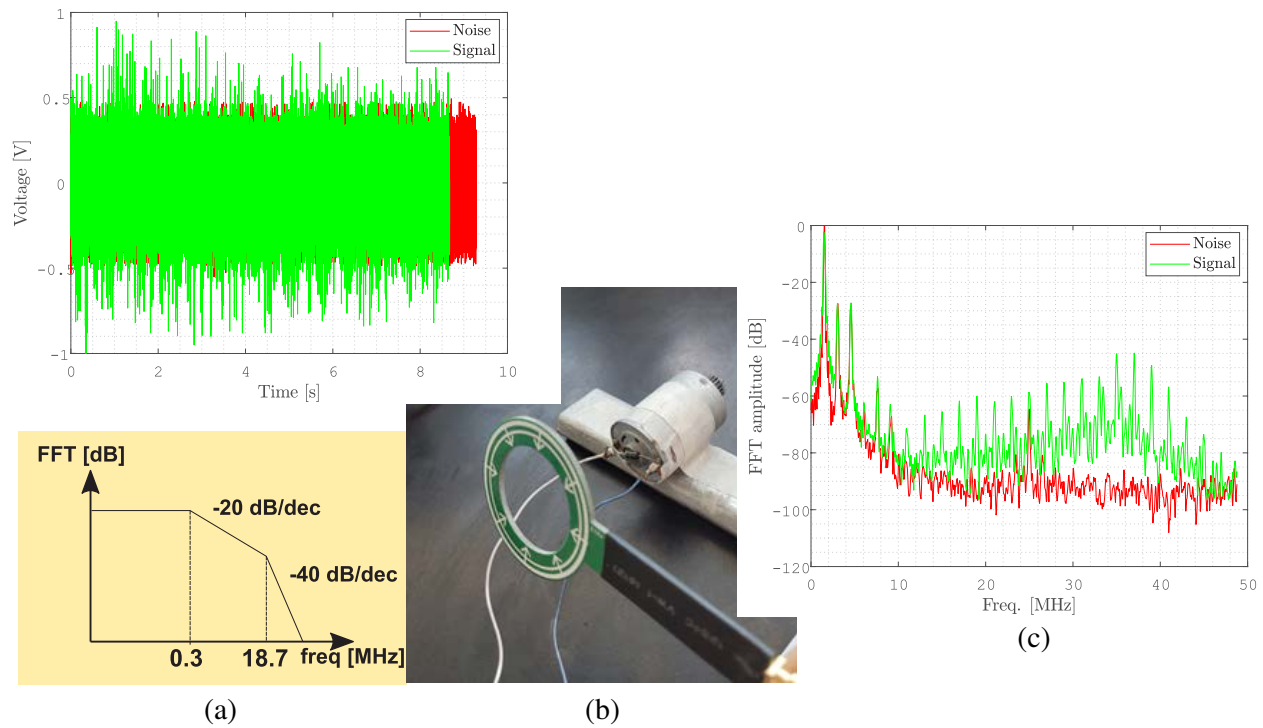 1
0.5
0
-0.5
-1
Voltage [V]
0 2 4 6 8 10
Time [s]
Noise
Signal
FFT [dB]
-20 dB/dec
-40 dB/dec
0.3 18.7 freq [MHz]
(a)
(b)
0
-20
-40
-60
-80
-100
-120
FFT amplitude [dB]
0 10 20 30 40 50
Freq. [MHz]
Noise
Signal
(c)